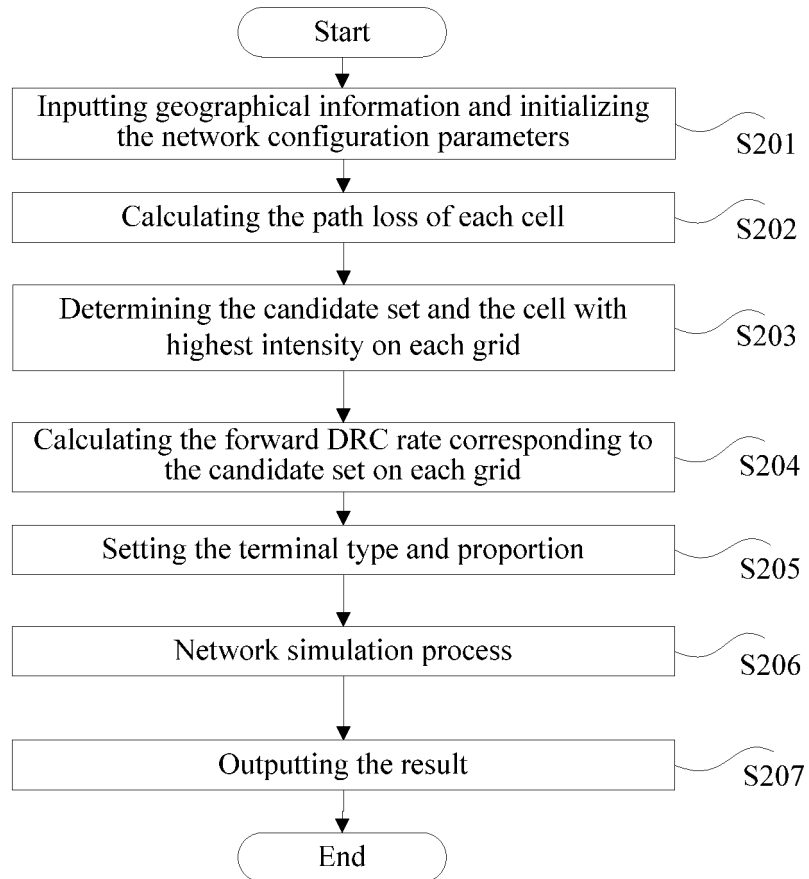 Start
Inputting geographical information and initializing
the network configuration parameters
S201
Calculating the path loss of each cell
S202
Determining the candidate set and the cell with
highest intensity on each grid
S203
Calculating the forward DRC rate corresponding to
the candidate set on each grid
S204
Setting the terminal type and proportion
S205
Network simulation process
S206
Outputting the result
S207
End